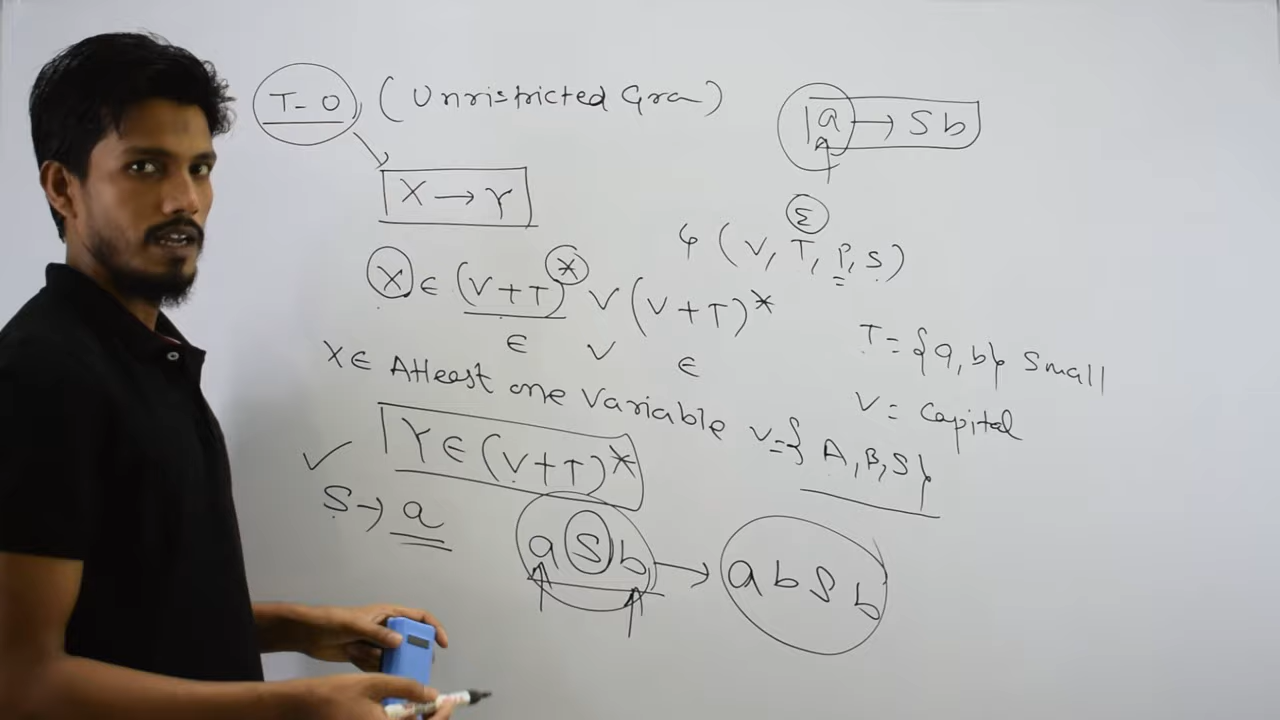 T-0 (Unristricted Gra)
a → Sb
X → Y
Σ
G (V, T, P, S)
X ∈ (V+T)* V (V+T)*
∈ V ∈
T = {a, b} Small
X ∈ Atleast one Variable V={A, B, S}
V = Capital
Y ∈ (V+T)*
✓
S → a
aSb → abSb